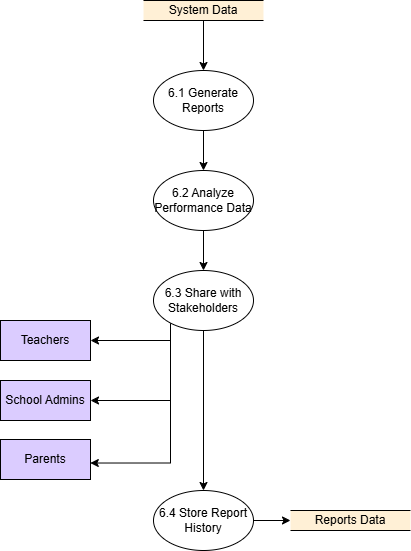 System Data
6.1 Generate
Reports
6.2 Analyze
Performance Data
6.3 Share with
Stakeholders
Teachers
School Admins
Parents
6.4 Store Report
History
Reports Data